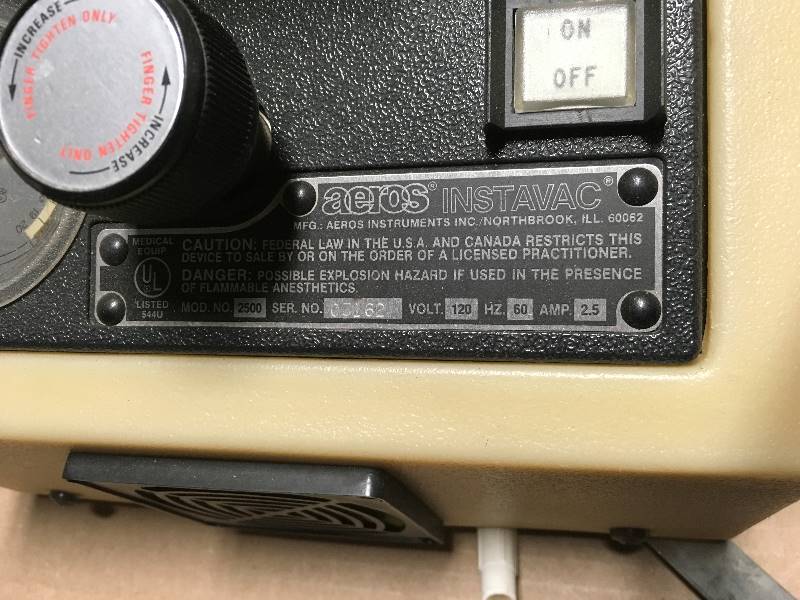 INCREASE
FINGER TIGHTEN ONLY
FINGER TIGHTEN ONLY
INCREASE
ON
OFF
aeros® INSTAVAC®
MFG.: AEROS INSTRUMENTS INC./NORTHBROOK, ILL. 60062
MEDICAL
EQUIP.
UL
LISTED
544U
CAUTION: FEDERAL LAW IN THE U.S.A. AND CANADA RESTRICTS THIS
DEVICE TO SALE BY OR ON THE ORDER OF A LICENSED PRACTITIONER.
DANGER: POSSIBLE EXPLOSION HAZARD IF USED IN THE PRESENCE
OF FLAMMABLE ANESTHETICS.
MOD. NO. 2500 SER. NO. VOLT. 120 HZ. 60 AMP. 2.5